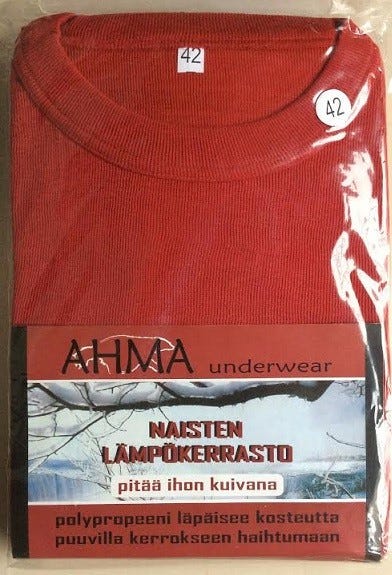 42
42
AHMA underwear
NAISTEN
LÄMPÖKERRASTO
pitää ihon kuivana
polypropeeni läpäisee kosteutta
puuvilla kerrokseen haihtumaan